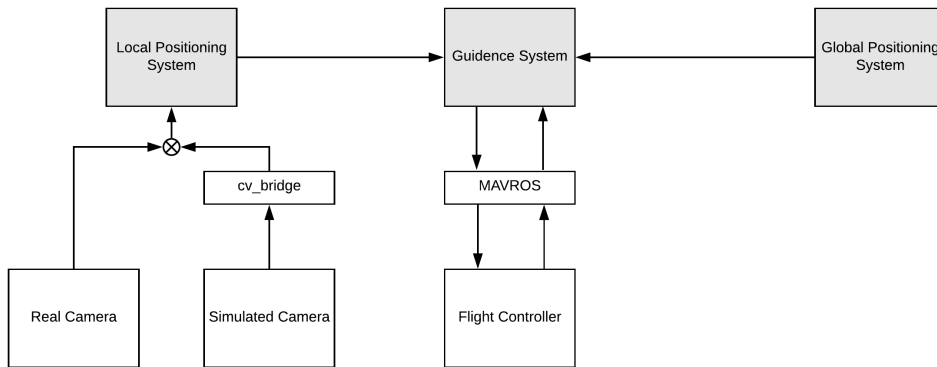 Local Positioning
System
Guidence System
Global Positioning
System
cv_bridge
MAVROS
Real Camera
Simulated Camera
Flight Controller